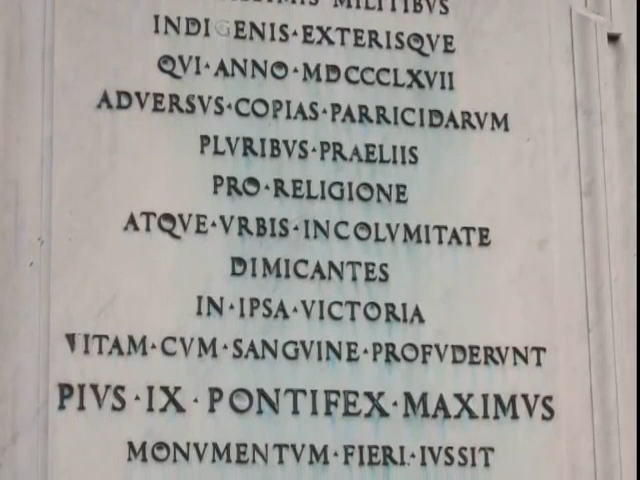 MILITIBVS
INDIGENIS·EXTERISQVE
QVI·ANNO·MDCCCLXVII
ADVERSVS·COPIAS·PARRICIDARVM
PLVRIBVS·PRAELIIS
PRO·RELIGIONE
ATQVE·VRBIS·INCOLVMITATE
DIMICANTES
IN·IPSA·VICTORIA
VITAM·CVM·SANGVINE·PROFVDERVNT
PIVS·IX·PONTIFEX·MAXIMVS
MONVMENTVM·FIERI·IVSSIT